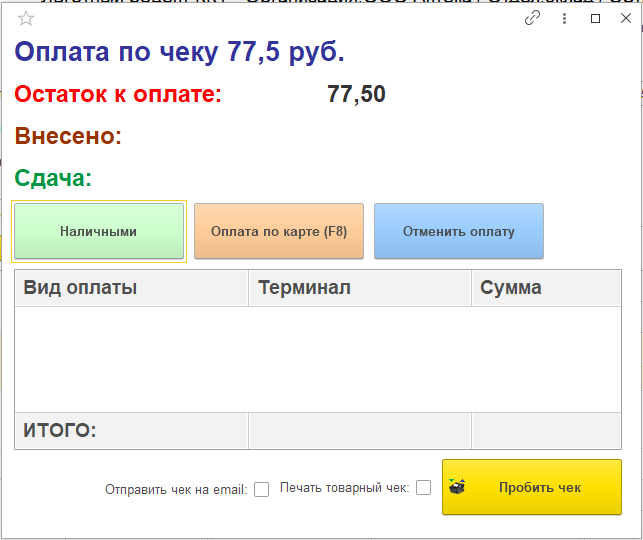 Оплата по чеку 77,5 руб.
Остаток к оплате: 77,50
Внесено:
Сдача:
Наличными Оплата по карте (F8) Отменить оплату
Вид оплаты Терминал Сумма
ИТОГО:
Отправить чек на email: Печать товарный чек: Пробить чек